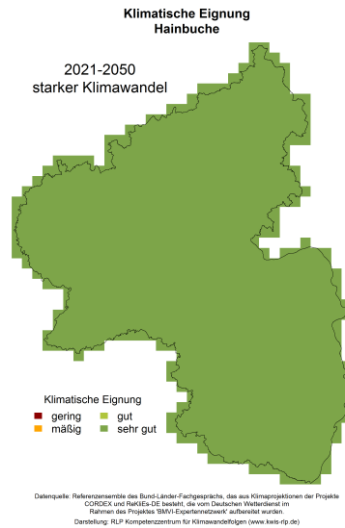 Klimatische Eignung
Hainbuche
2021-2050
starker Klimawandel
Klimatische Eignung
gering gut
mäßig sehr gut
Datenquelle: Referenzensemble des Bund-Länder-Fachgesprächs, das aus Klimaprojektionen der Projekte
CORDEX und ReKliEs-DE besteht, die vom Deutschen Wetterdienst im
Rahmen des Projektes 'BMVI-Expertennetzwerk' aufbereitet wurden.
Darstellung: RLP Kompetenzzentrum für Klimawandelfolgen (www.kwis-rlp.de)